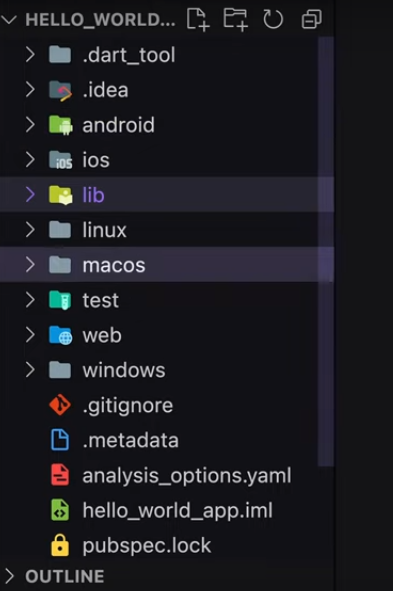 HELLO_WORLD...
.dart_tool
.idea
android
iOS ios
lib
linux
macos
test
web
windows
.gitignore
.metadata
analysis_options.yaml
hello_world_app.iml
pubspec.lock
OUTLINE